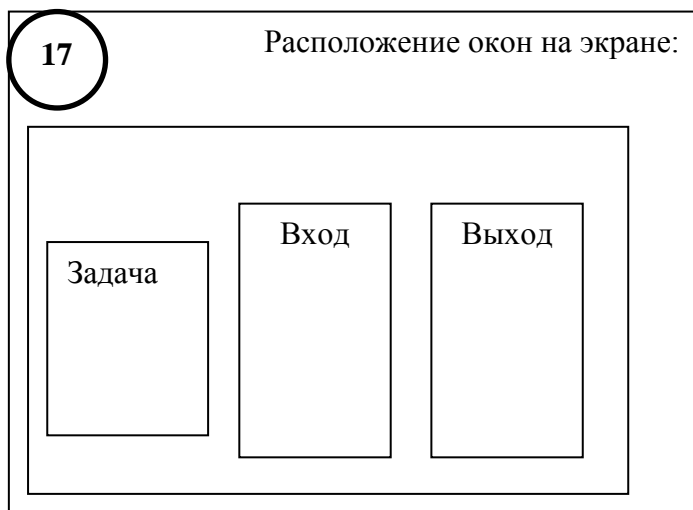 17
Расположение окон на экране:
Вход
Выход
Задача